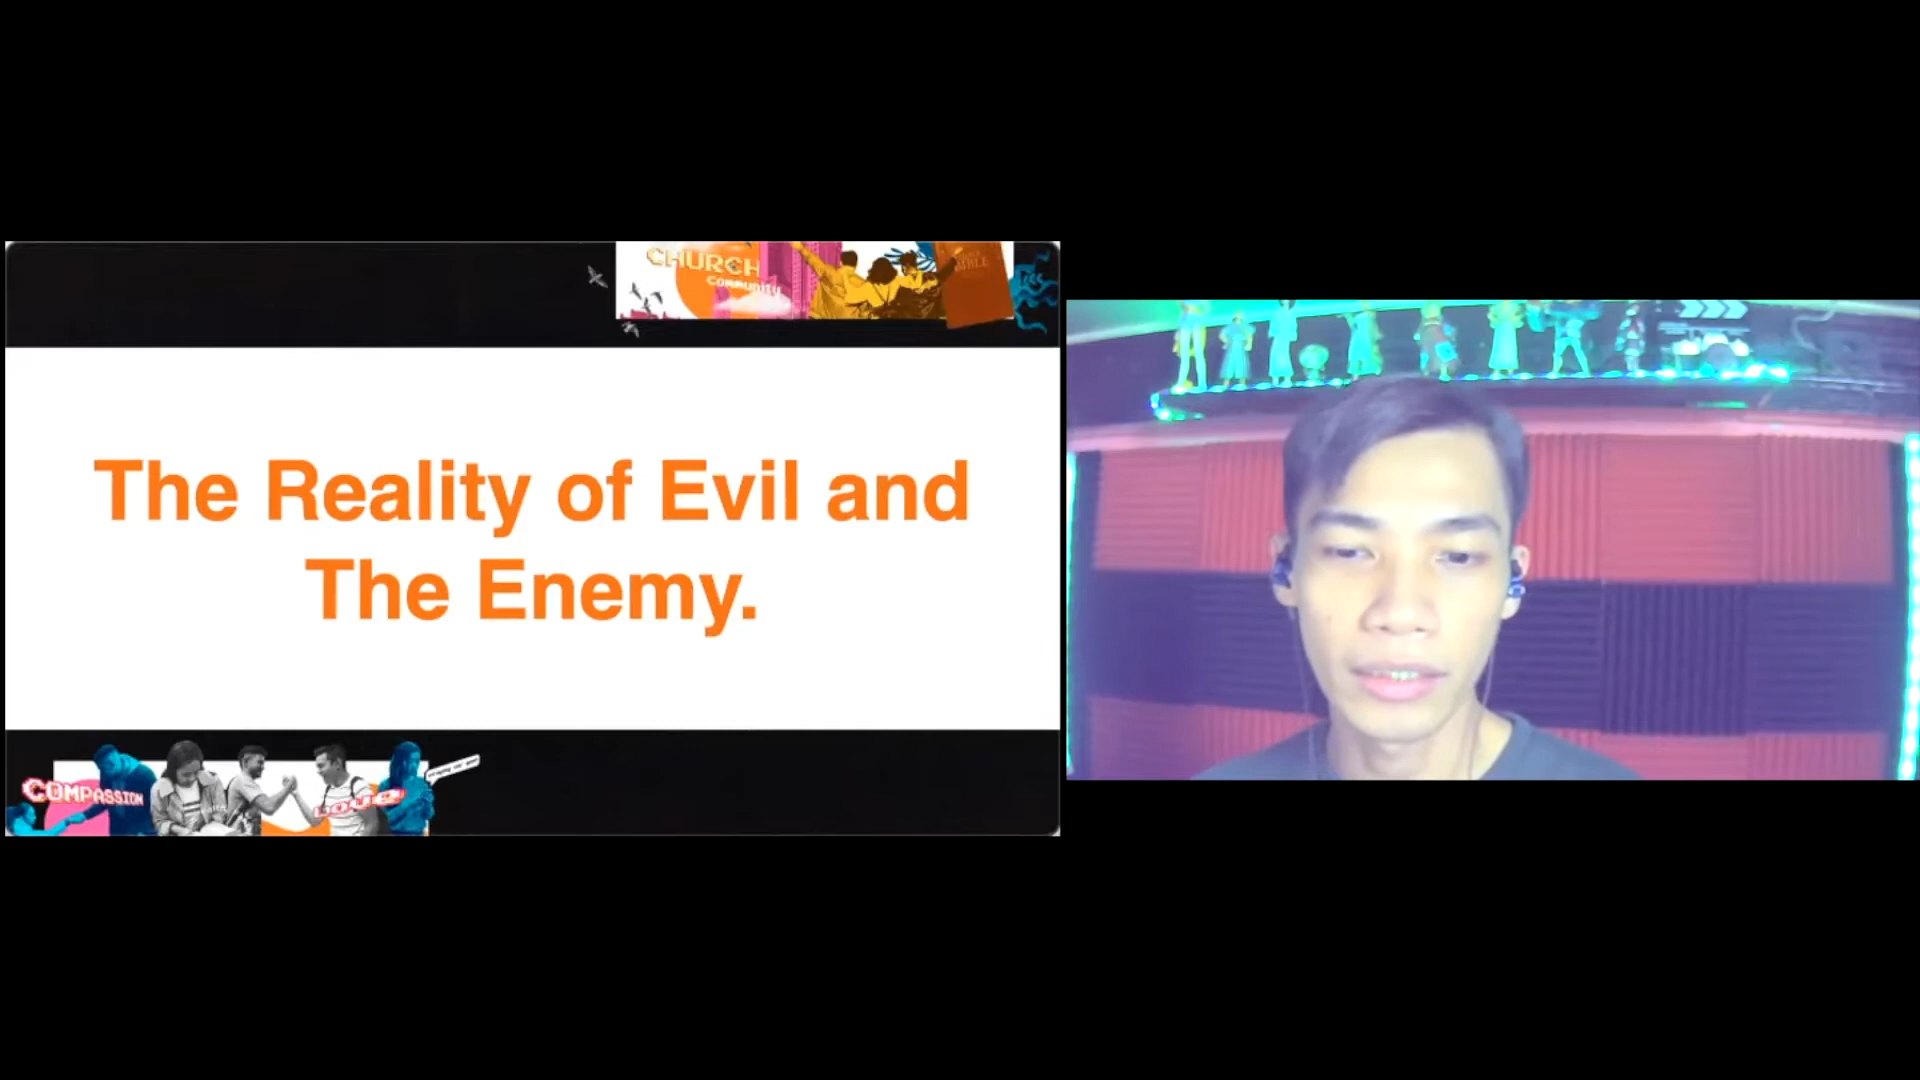 CHURCH
Community
The Reality of Evil and
The Enemy.
COMPASSION